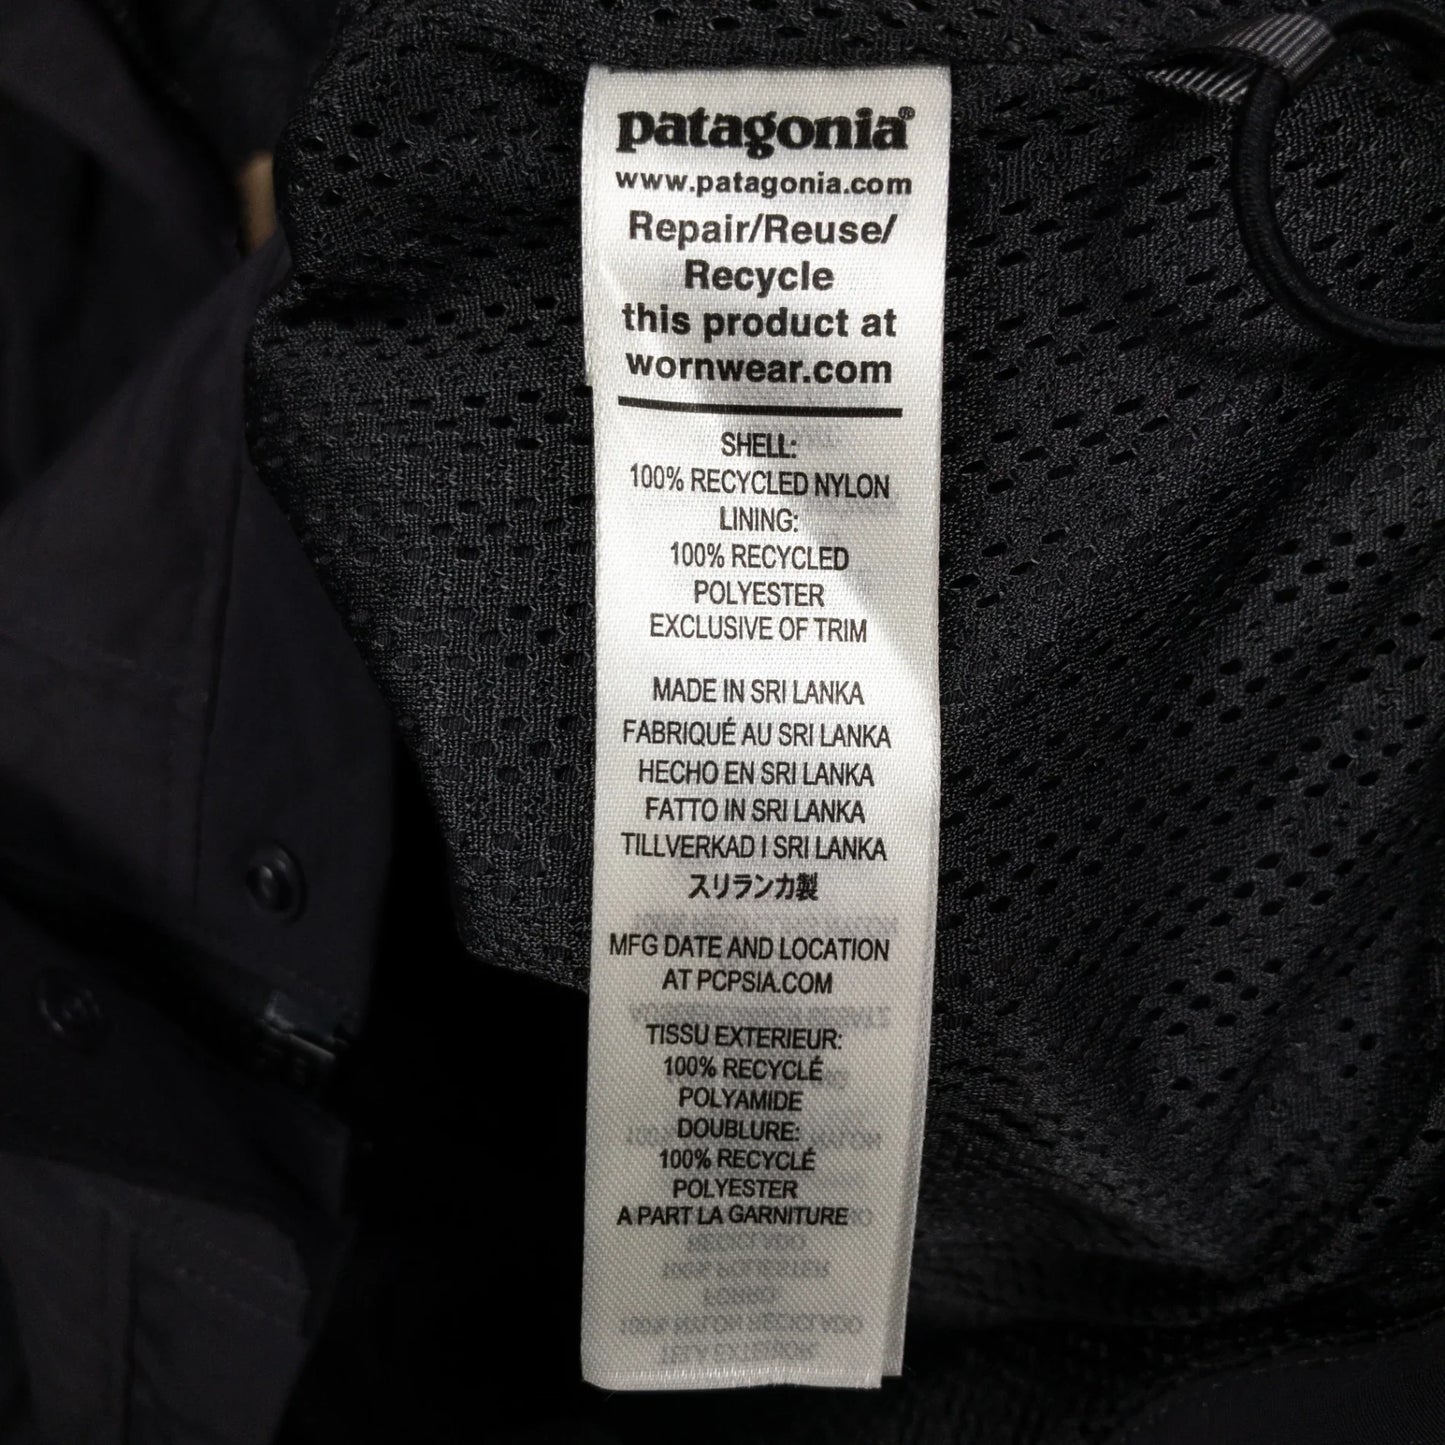 patagonia®
www.patagonia.com
Repair/Reuse/
Recycle
this product at
wornwear.com
SHELL:
100% RECYCLED NYLON
LINING:
100% RECYCLED
POLYESTER
EXCLUSIVE OF TRIM
MADE IN SRI LANKA
FABRIQUÉ AU SRI LANKA
HECHO EN SRI LANKA
FATTO IN SRI LANKA
TILLVERKAD I SRI LANKA
スリランカ製
MFG DATE AND LOCATION
AT PCPSIA.COM
TISSU EXTERIEUR:
100% RECYCLÉ
POLYAMIDE
DOUBLURE:
100% RECYCLÉ
POLYESTER
A PART LA GARNITURE